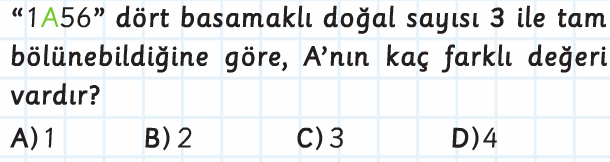 “1A56” dört basamaklı doğal sayısı 3 ile tam
bölünebildiğine göre, A’nın kaç farklı değeri
vardır?
A) 1 B) 2 C) 3 D) 4